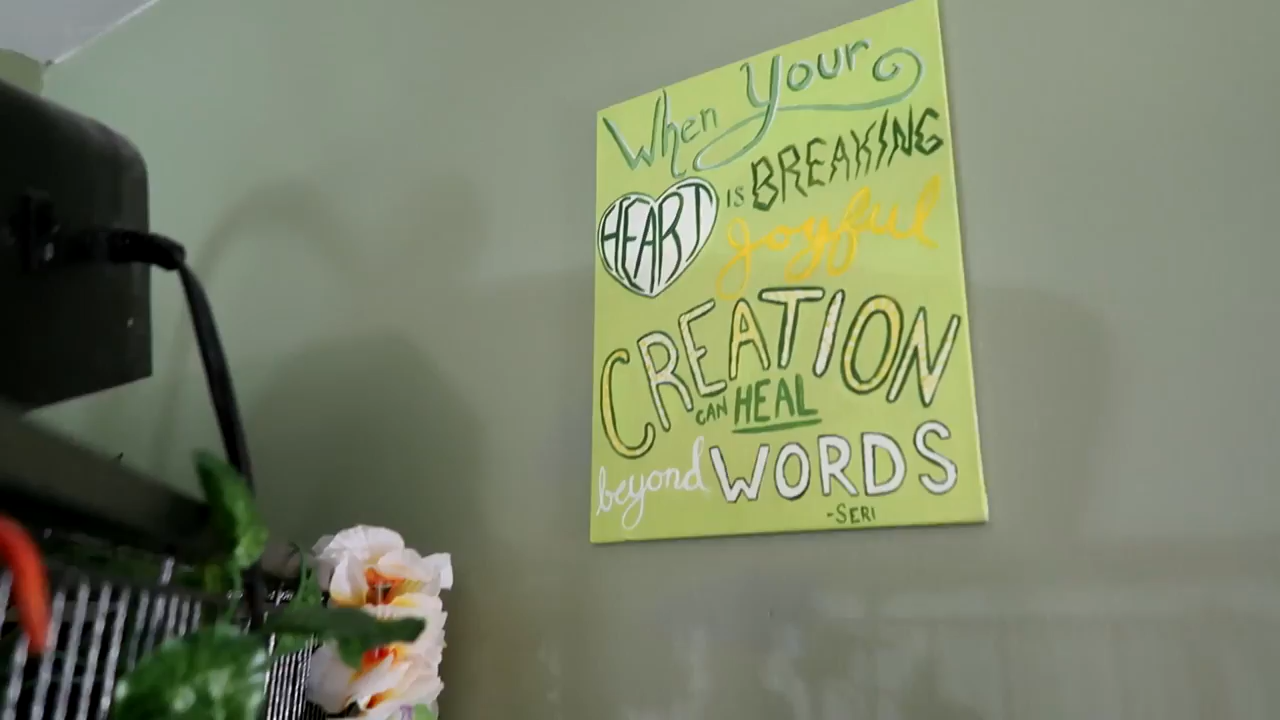 When Your
HEART IS BREAKING
Joyful
CREATION
CAN HEAL
beyond WORDS
-SERI